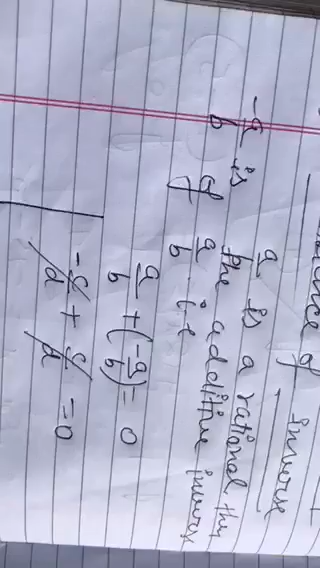 Existence of inverse
a/b is a rational then
-a/b is the additive inverse
of a/b. i.e
a/b + (-a/b) = 0
-c/d + c/d = 0